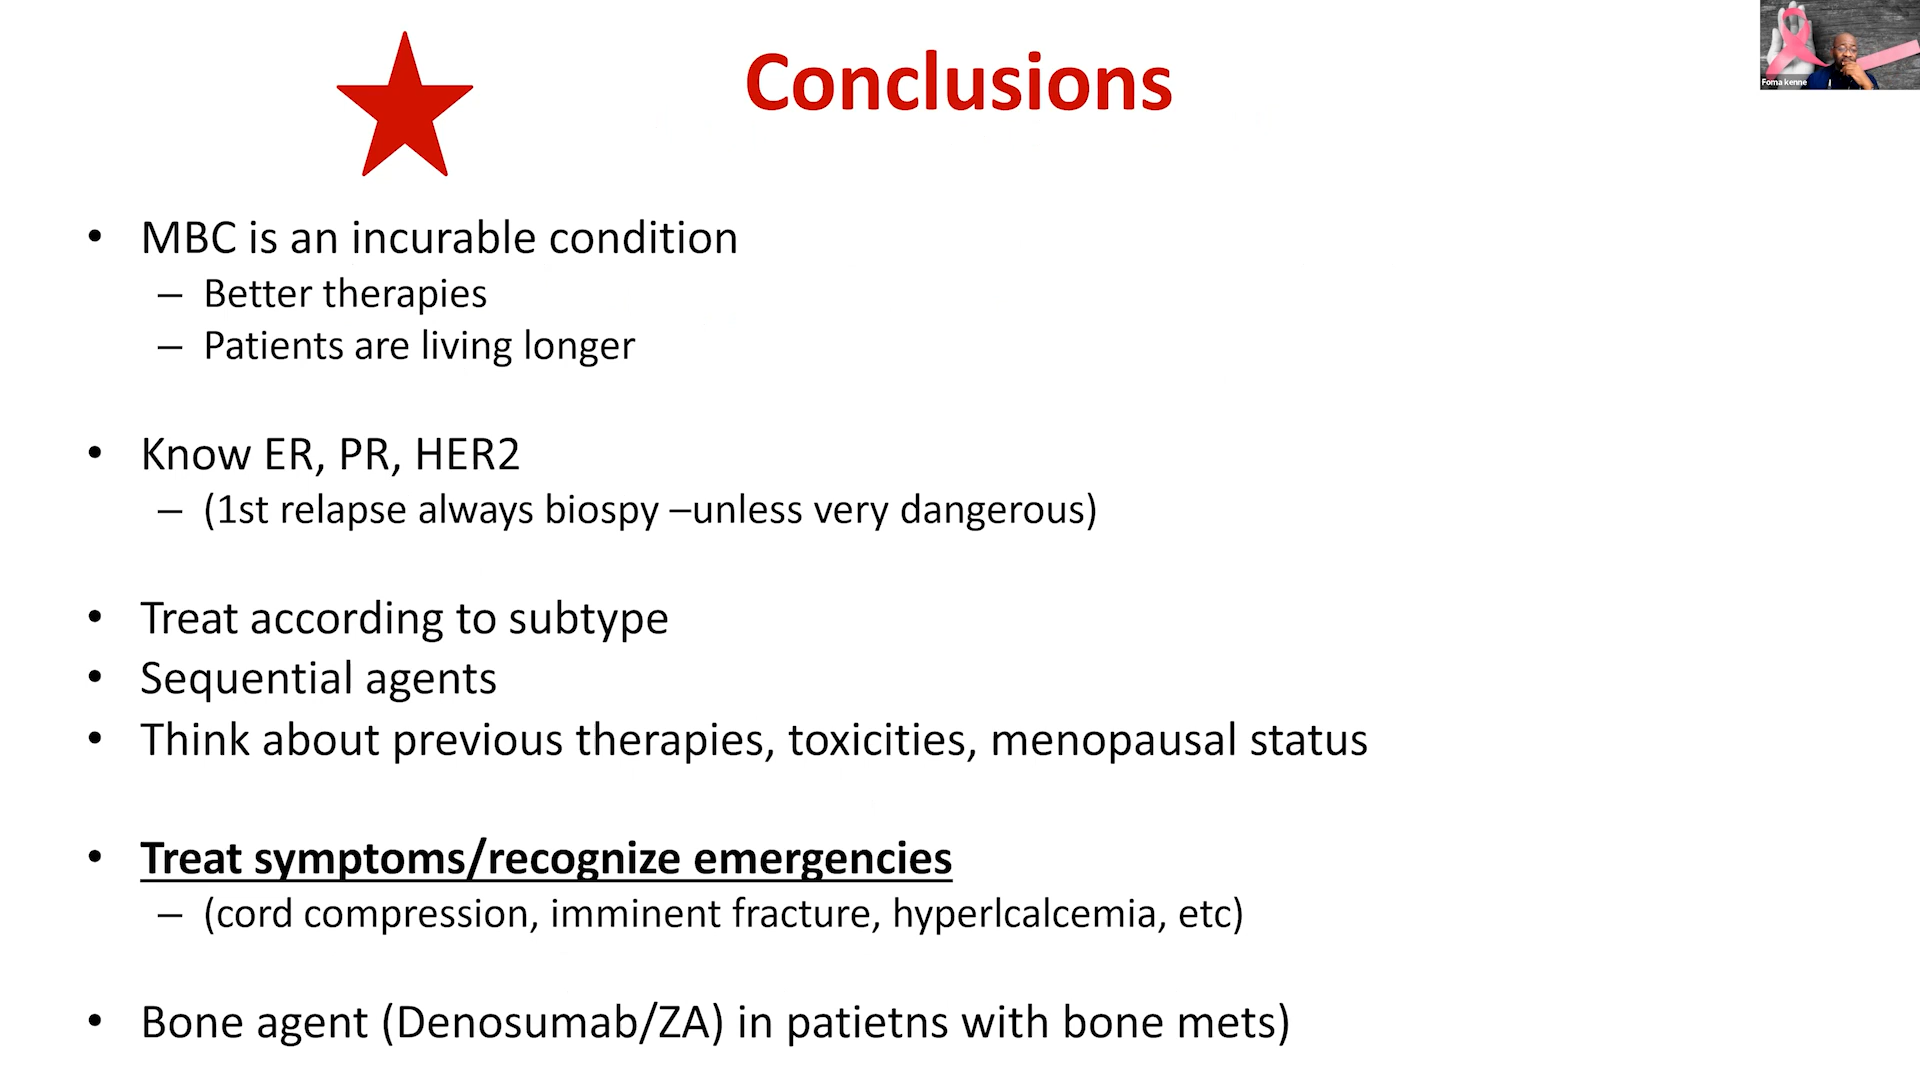 Conclusions
Foma kenne
• MBC is an incurable condition
– Better therapies
– Patients are living longer
• Know ER, PR, HER2
– (1st relapse always biospy –unless very dangerous)
• Treat according to subtype
• Sequential agents
• Think about previous therapies, toxicities, menopausal status
• Treat symptoms/recognize emergencies
– (cord compression, imminent fracture, hyperlcalcemia, etc)
• Bone agent (Denosumab/ZA) in patietns with bone mets)